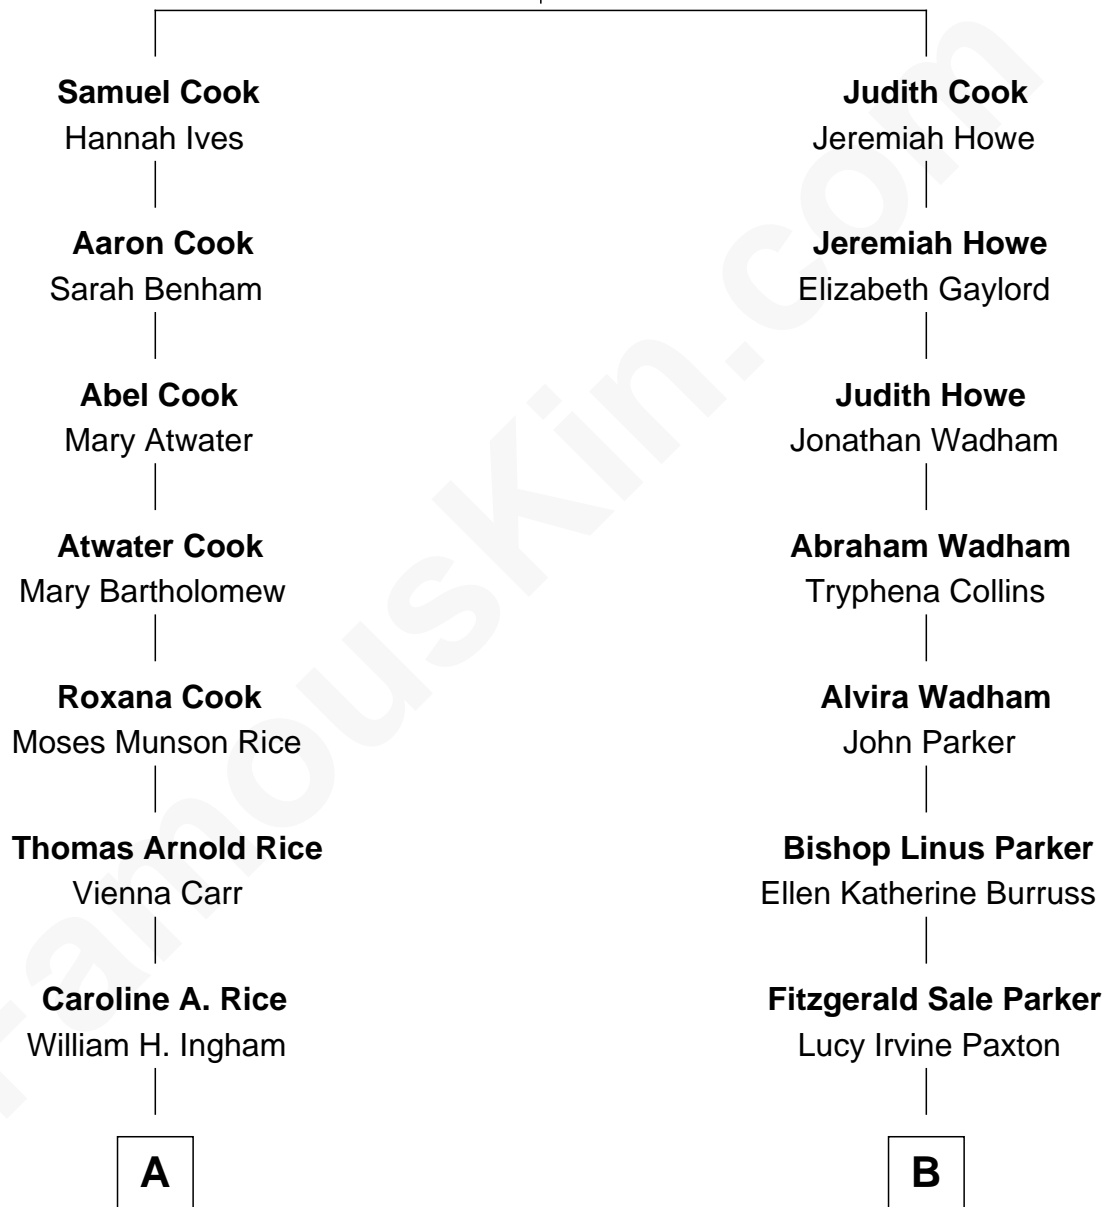 Samuel Cook
Hannah Ives
Judith Cook
Jeremiah Howe
Aaron Cook
Sarah Benham
Jeremiah Howe
Elizabeth Gaylord
Abel Cook
Mary Atwater
Judith Howe
Jonathan Wadham
Atwater Cook
Mary Bartholomew
Abraham Wadham
Tryphena Collins
Roxana Cook
Moses Munson Rice
Alvira Wadham
John Parker
Thomas Arnold Rice
Vienna Carr
Bishop Linus Parker
Ellen Katherine Burruss
Caroline A. Rice
William H. Ingham
Fitzgerald Sale Parker
Lucy Irvine Paxton
A
B
FamousKin.com